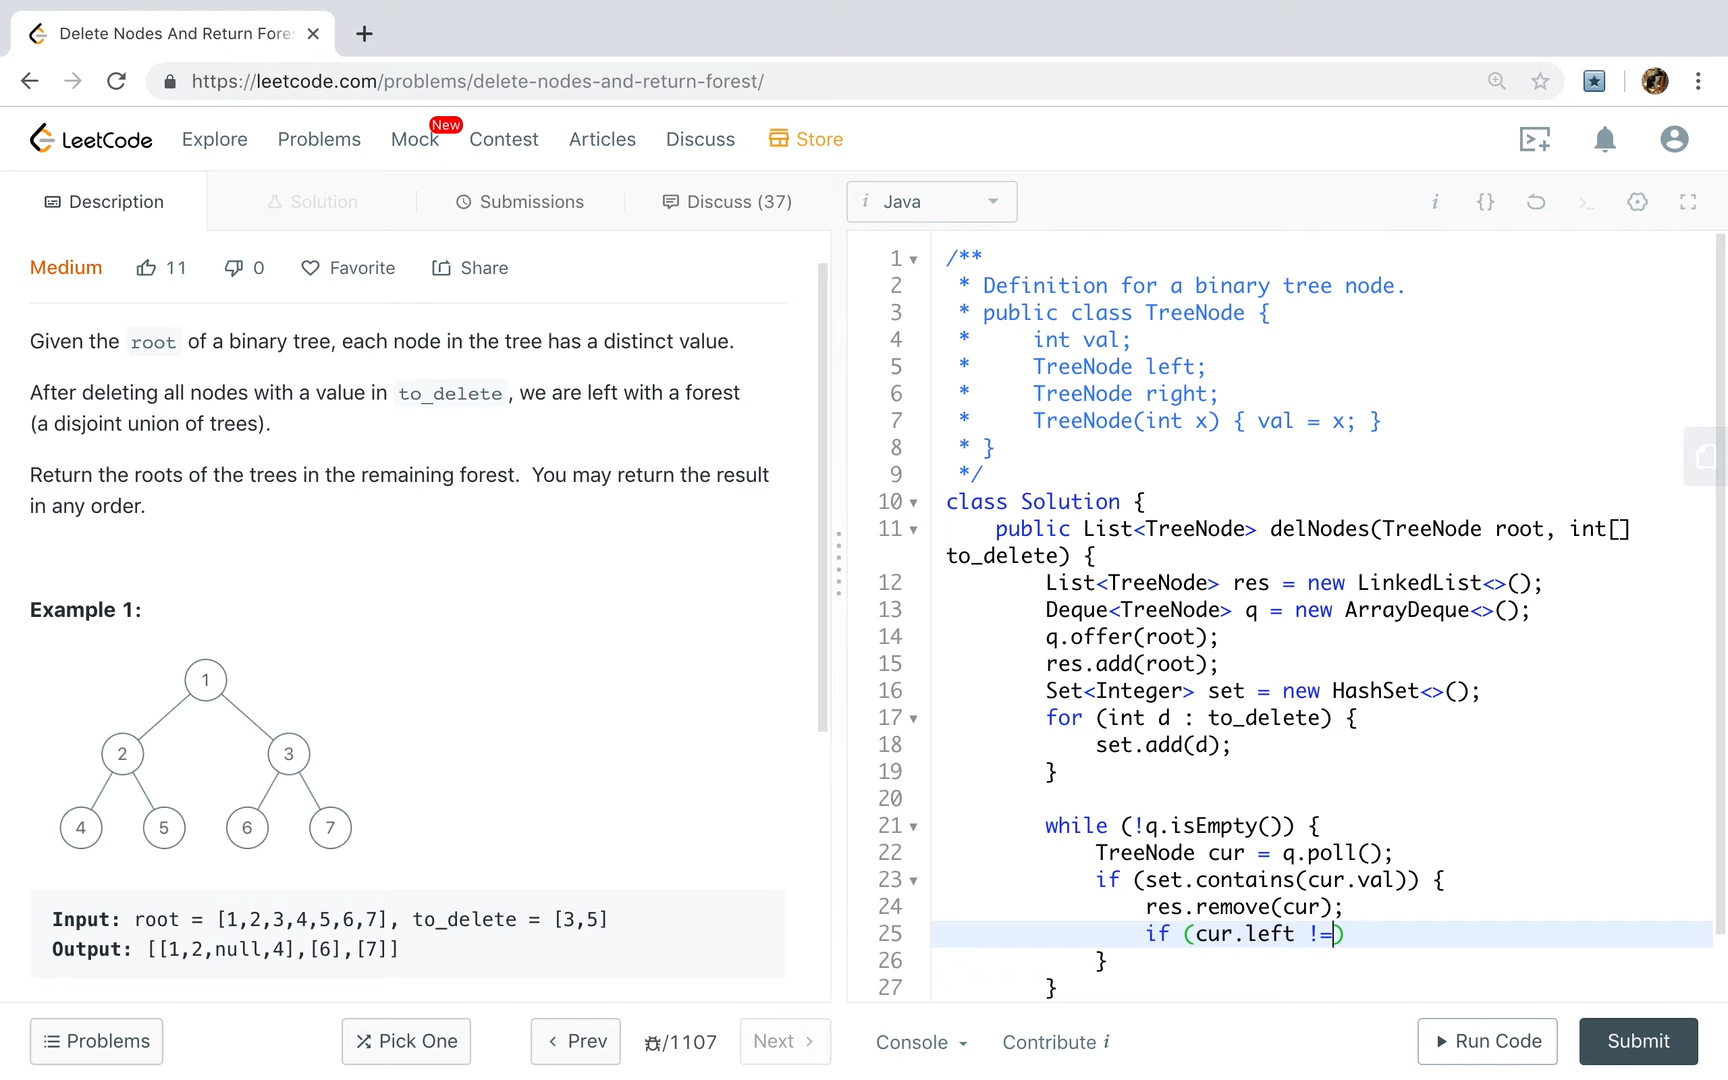 Delete Nodes And Return Fore
https://leetcode.com/problems/delete-nodes-and-return-forest/
LeetCode
Explore
Problems
Mock
New
Contest
Articles
Discuss
Store
Description
Solution
Submissions
Discuss (37)
i Java
i
{}
Medium
11
0
Favorite
Share
Given the root of a binary tree, each node in the tree has a distinct value.
After deleting all nodes with a value in to_delete, we are left with a forest
(a disjoint union of trees).
Return the roots of the trees in the remaining forest. You may return the result
in any order.
Example 1:
1
2 3
4 5 6 7
Input: root = [1,2,3,4,5,6,7], to_delete = [3,5]
Output: [[1,2,null,4],[6],[7]]
1 /**
2 * Definition for a binary tree node.
3 * public class TreeNode {
4 * int val;
5 * TreeNode left;
6 * TreeNode right;
7 * TreeNode(int x) { val = x; }
8 * }
9 */
10 class Solution {
11 public List<TreeNode> delNodes(TreeNode root, int[]
to_delete) {
12 List<TreeNode> res = new LinkedList<>();
13 Deque<TreeNode> q = new ArrayDeque<>();
14 q.offer(root);
15 res.add(root);
16 Set<Integer> set = new HashSet<>();
17 for (int d : to_delete) {
18 set.add(d);
19 }
20
21 while (!q.isEmpty()) {
22 TreeNode cur = q.poll();
23 if (set.contains(cur.val)) {
24 res.remove(cur);
25 if (cur.left !=)
26 }
27 }
Problems
Pick One
< Prev
/1107
Next >
Console
Contribute i
Run Code
Submit